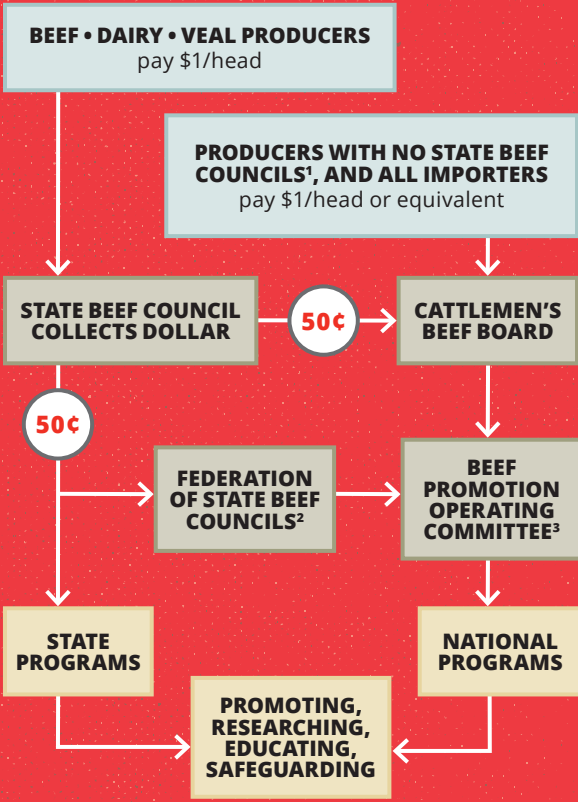 BEEF • DAIRY • VEAL PRODUCERS
pay $1/head
PRODUCERS WITH NO STATE BEEF
COUNCILS¹, AND ALL IMPORTERS
pay $1/head or equivalent
STATE BEEF COUNCIL
COLLECTS DOLLAR
50¢
CATTLEMEN'S
BEEF BOARD
50¢
FEDERATION
OF STATE BEEF
COUNCILS²
BEEF
PROMOTION
OPERATING
COMMITTEE³
STATE
PROGRAMS
NATIONAL
PROGRAMS
PROMOTING,
RESEARCHING,
EDUCATING,
SAFEGUARDING